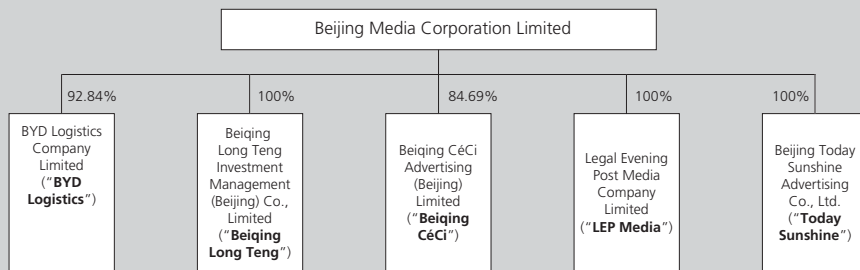 Beijing Media Corporation Limited
92.84%
100%
84.69%
100%
100%
BYD Logistics
Company
Limited
(“BYD
Logistics”)
Beiqing
Long Teng
Investment
Management
(Beijing) Co.,
Limited
(“Beiqing
Long Teng”)
Beiqing CéCi
Advertising
(Beijing)
Limited
(“Beiqing
CéCi”)
Legal Evening
Post Media
Company
Limited
(“LEP Media”)
Beijing Today
Sunshine
Advertising
Co., Ltd.
(“Today
Sunshine”)